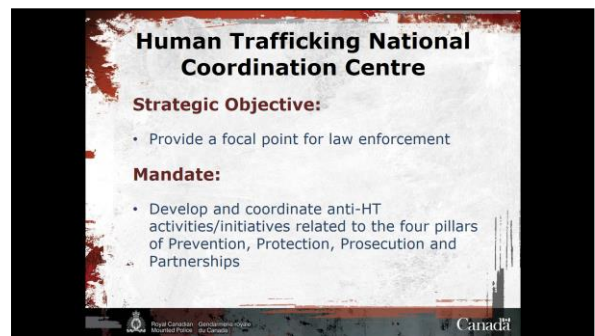 Human Trafficking National
Coordination Centre
Strategic Objective:
• Provide a focal point for law enforcement
Mandate:
• Develop and coordinate anti-HT
activities/initiatives related to the four pillars
of Prevention, Protection, Prosecution and
Partnerships
Royal Canadian Gendarmerie royale
Mounted Police du Canada
Canada